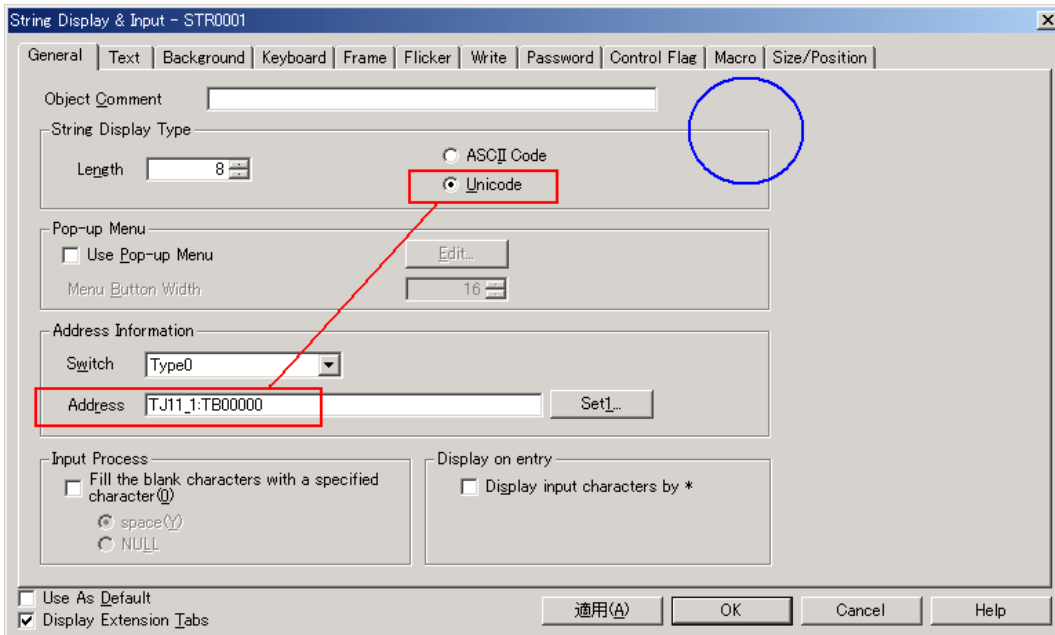 String Display & Input - STR0001
General Text Background Keyboard Frame Flicker Write Password Control Flag Macro Size/Position
Object Comment
String Display Type
Length 8
ASCII Code
Unicode
Pop-up Menu
Use Pop-up Menu Edit...
Menu Button Width 16
Address Information
Switch Type0
Address TJ11_1:TB00000 Set1...
Input Process
Fill the blank characters with a specified
character(0)
space(Y)
NULL
Display on entry
Display input characters by *
Use As Default
Display Extension Tabs
適用(A) OK Cancel Help